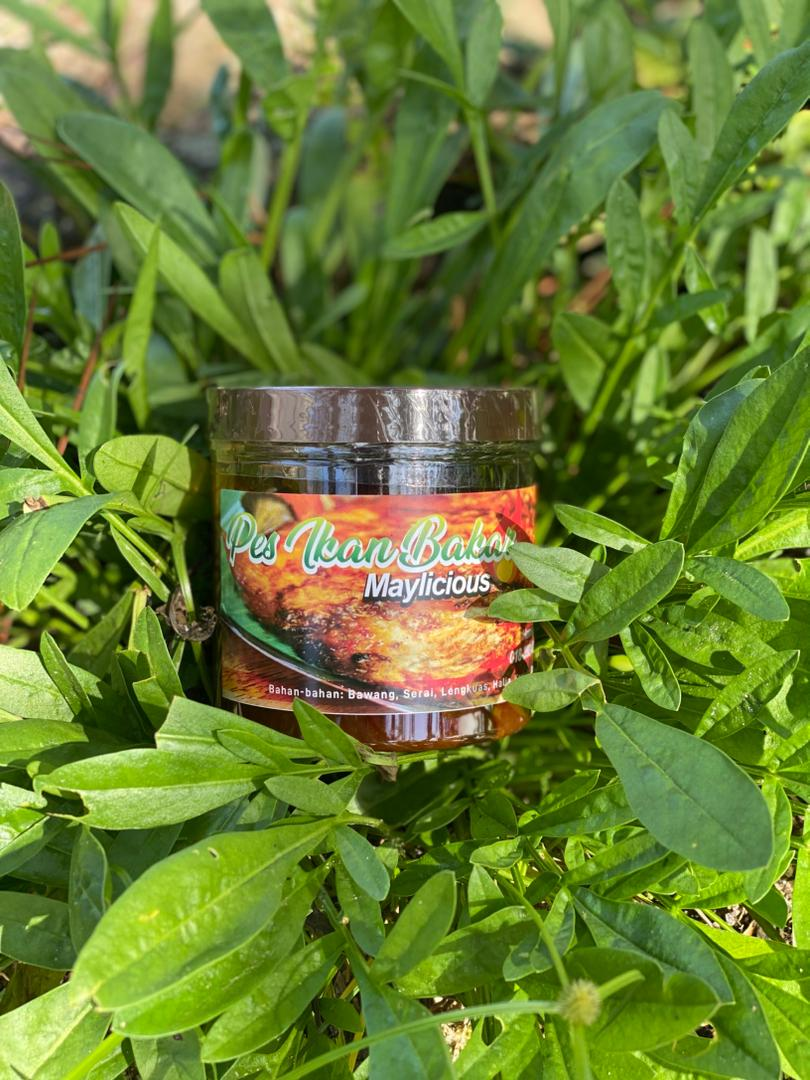 Pes Ikan Bakar
Maylicious
Bahan-bahan: Bawang, Serai, Lengkuas,